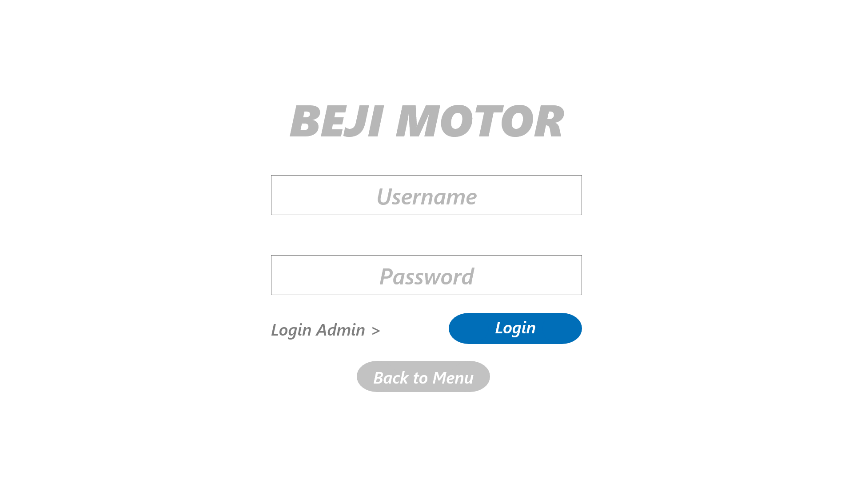 BEJI MOTOR
Username
Password
Login Admin >
Login
Back to Menu